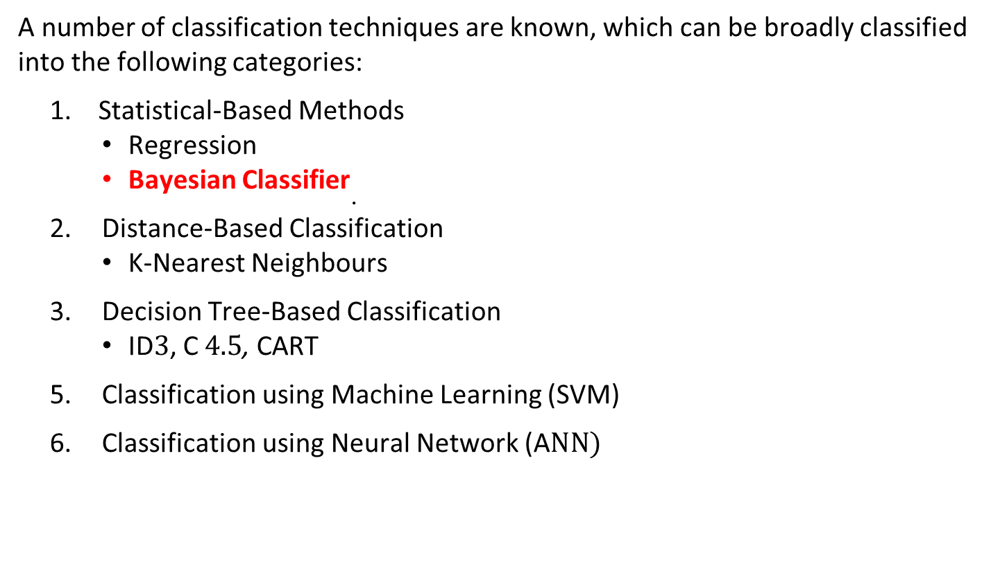 A number of classification techniques are known, which can be broadly classified
into the following categories:
1. Statistical-Based Methods
• Regression
• Bayesian Classifier
.
2. Distance-Based Classification
• K-Nearest Neighbours
3. Decision Tree-Based Classification
• ID3, C 4.5, CART
5. Classification using Machine Learning (SVM)
6. Classification using Neural Network (ANN)